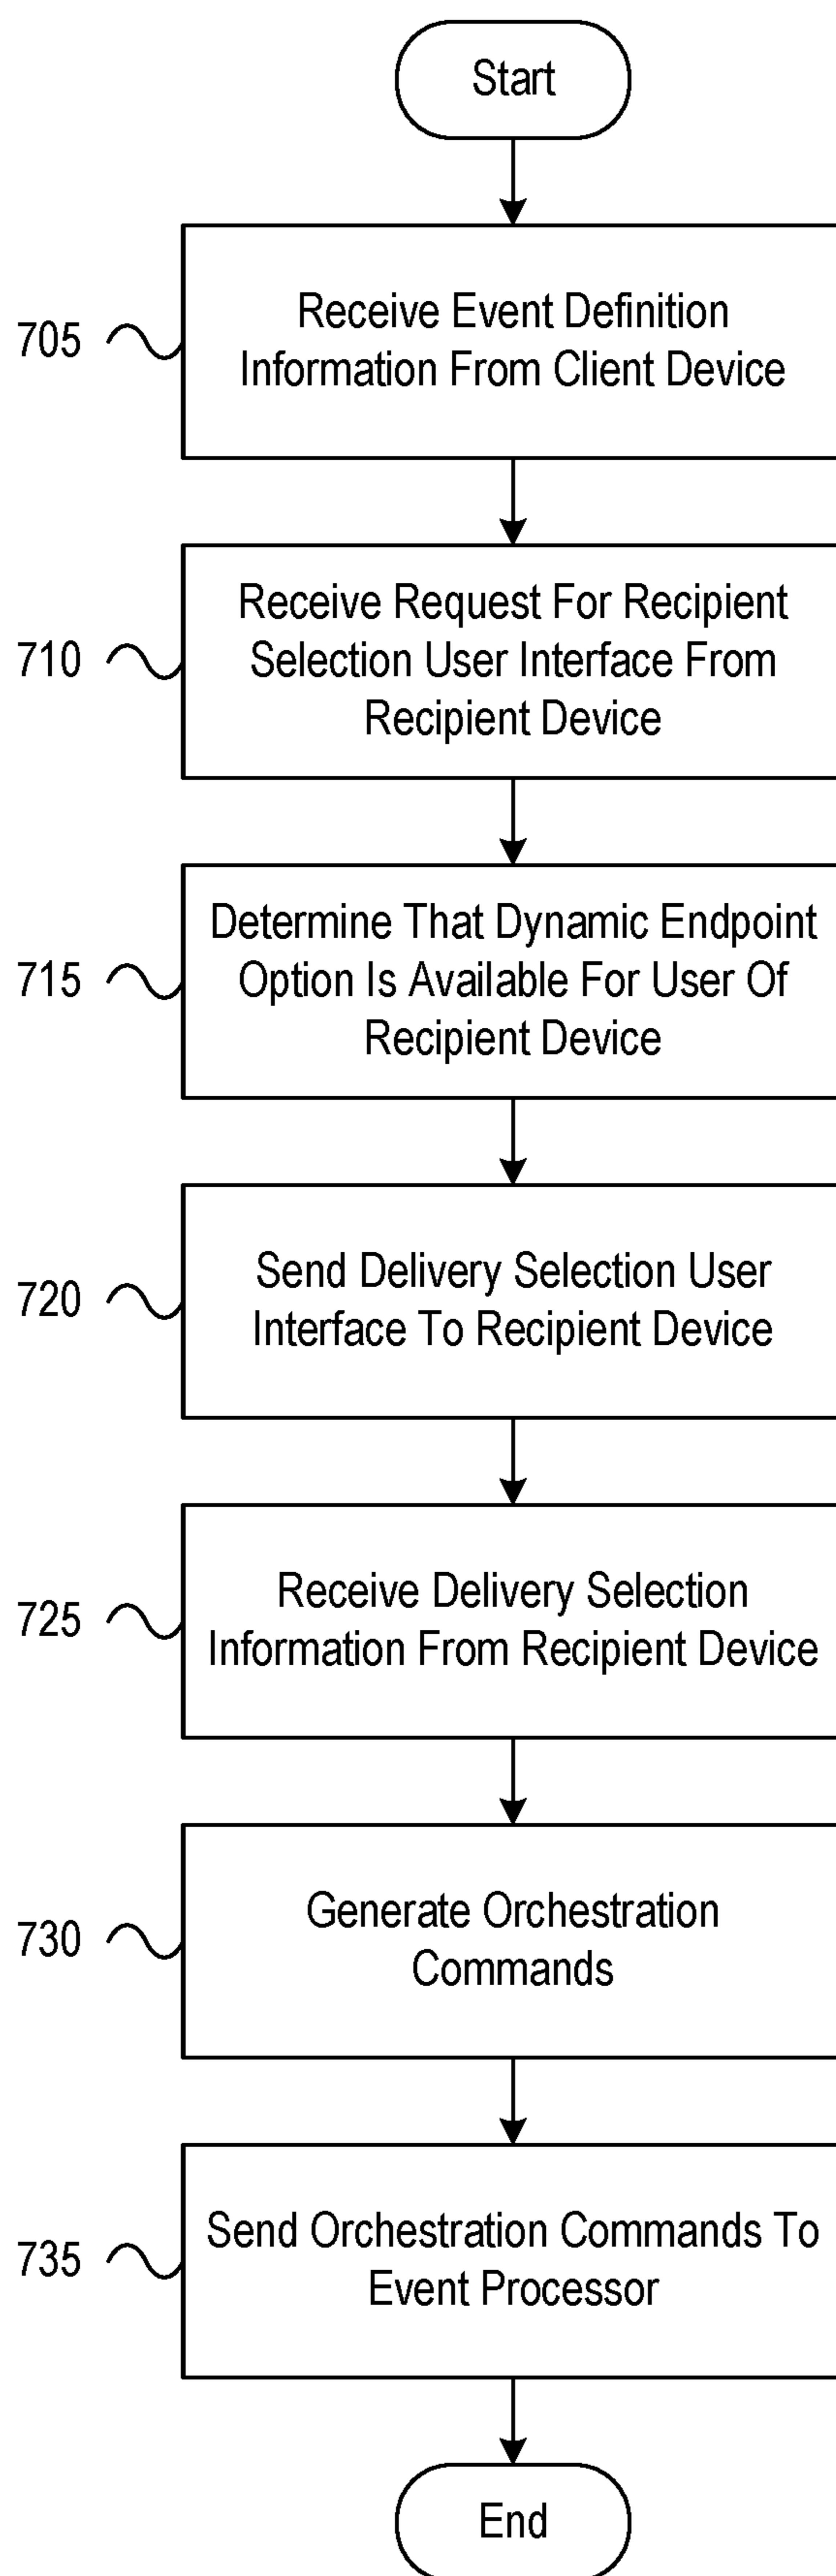 Start
705
Receive Event Definition
Information From Client Device
710
Receive Request For Recipient
Selection User Interface From
Recipient Device
715
Determine That Dynamic Endpoint
Option Is Available For User Of
Recipient Device
720
Send Delivery Selection User
Interface To Recipient Device
725
Receive Delivery Selection
Information From Recipient Device
730
Generate Orchestration
Commands
735
Send Orchestration Commands To
Event Processor
End